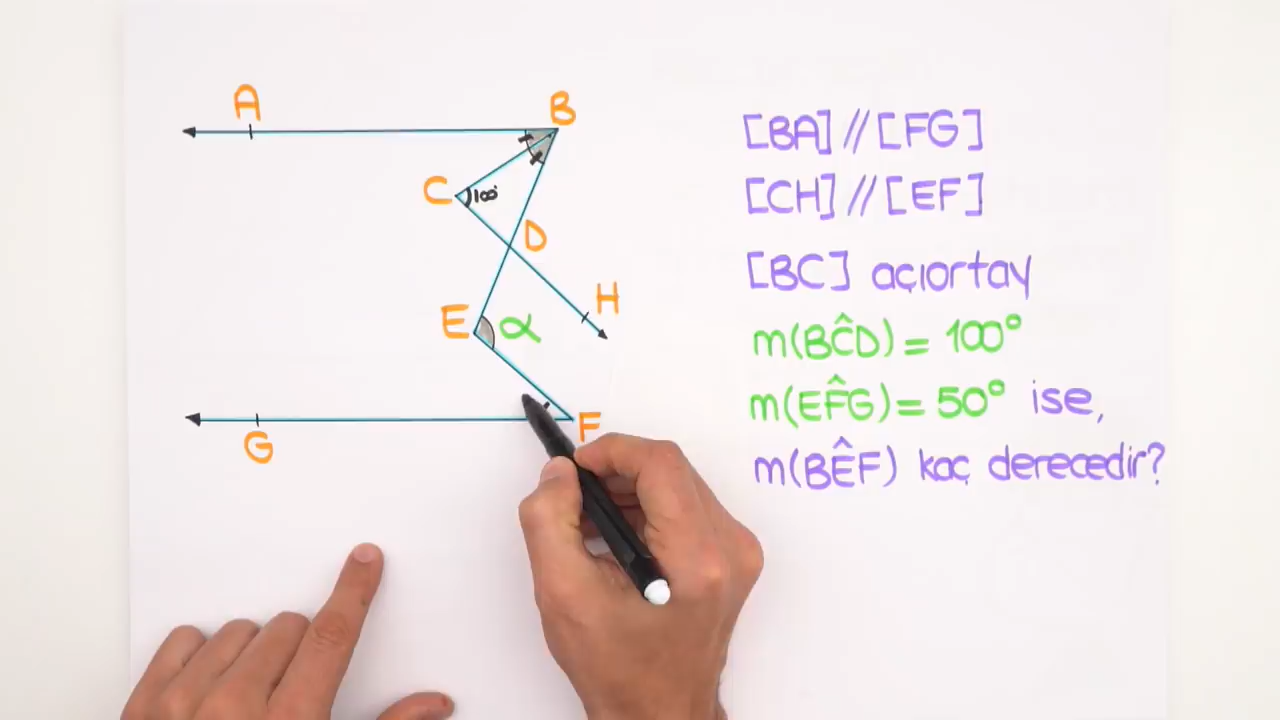 A
B
C
100°
D
H
E
α
G
F
[BA] // [FG]
[CH] // [EF]
[BC] açıortay
m(BĈD) = 100°
m(EF̂G) = 50° ise,
m(BÊF) kaç derecedir?